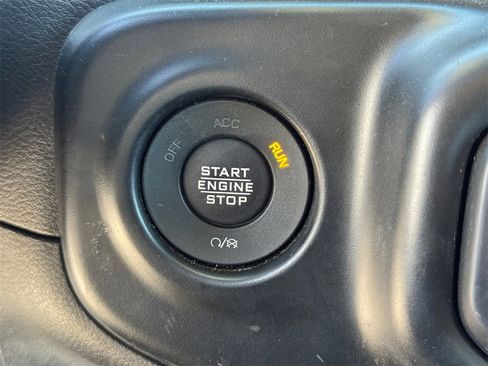 ACC
OFF
RUN
START
ENGINE
STOP